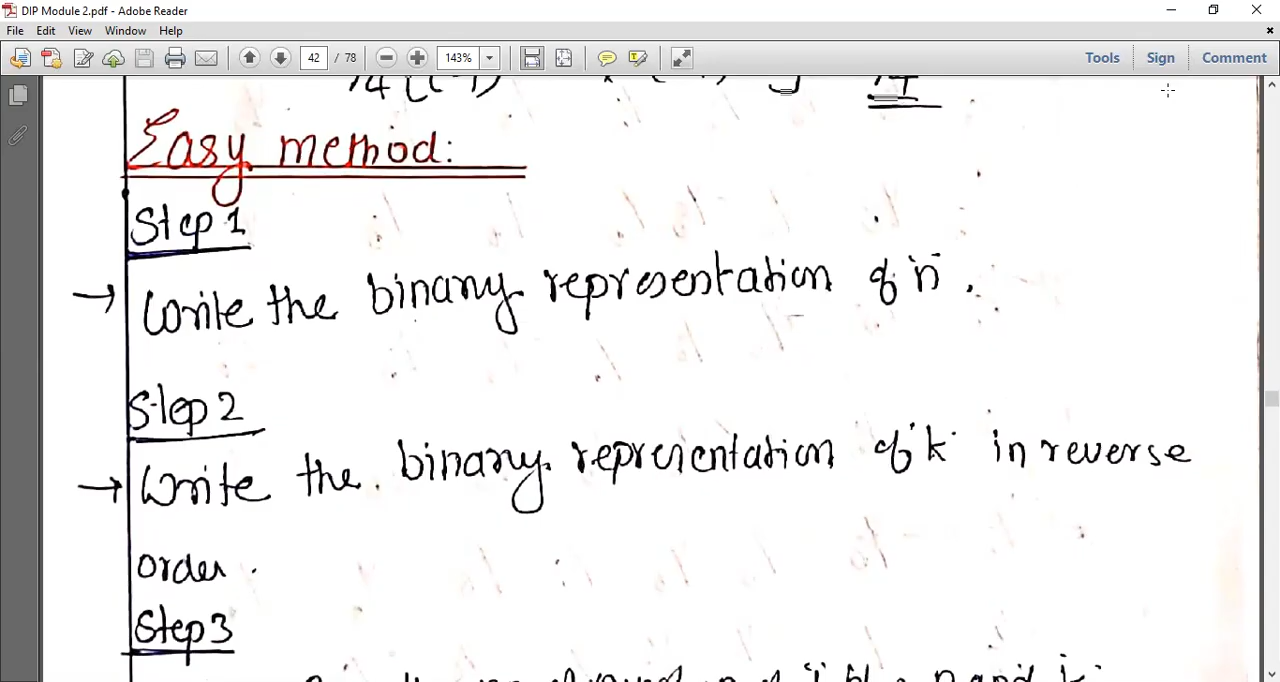 DIP Module 2.pdf - Adobe Reader
File Edit View Window Help
42 / 78 143% Tools Sign Comment
Easy method:
Step 1
→ Write the binary representation of 'n'.
Step 2
→ Write the binary representation of 'k' in reverse
order.
Step 3